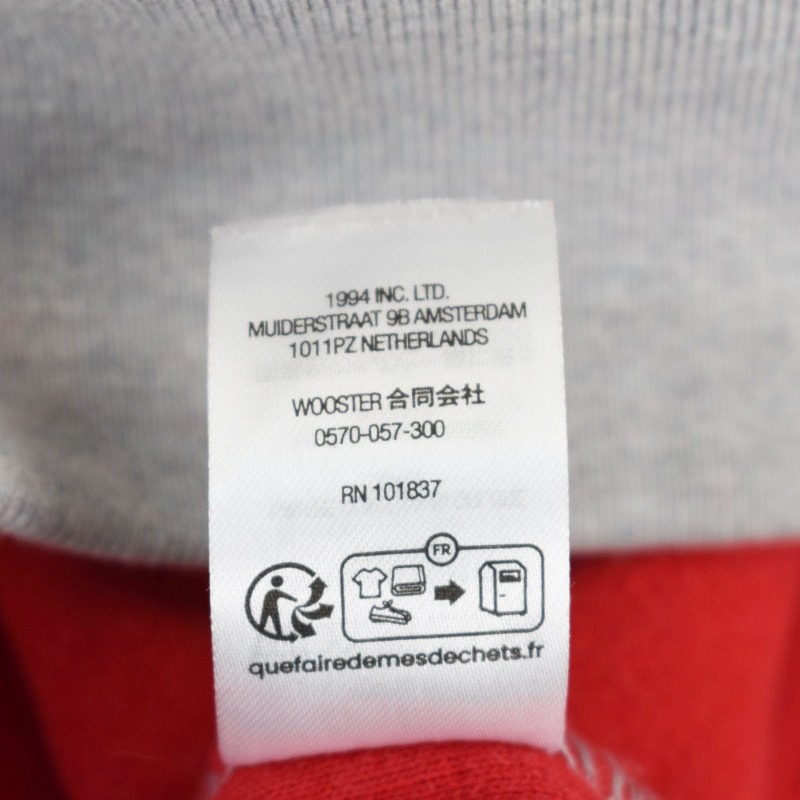 1994 INC. LTD.
MUIDERSTRAAT 9B AMSTERDAM
1011PZ NETHERLANDS
WOOSTER 合同会社
0570-057-300
RN 101837
FR
quefairedemesdechets.fr